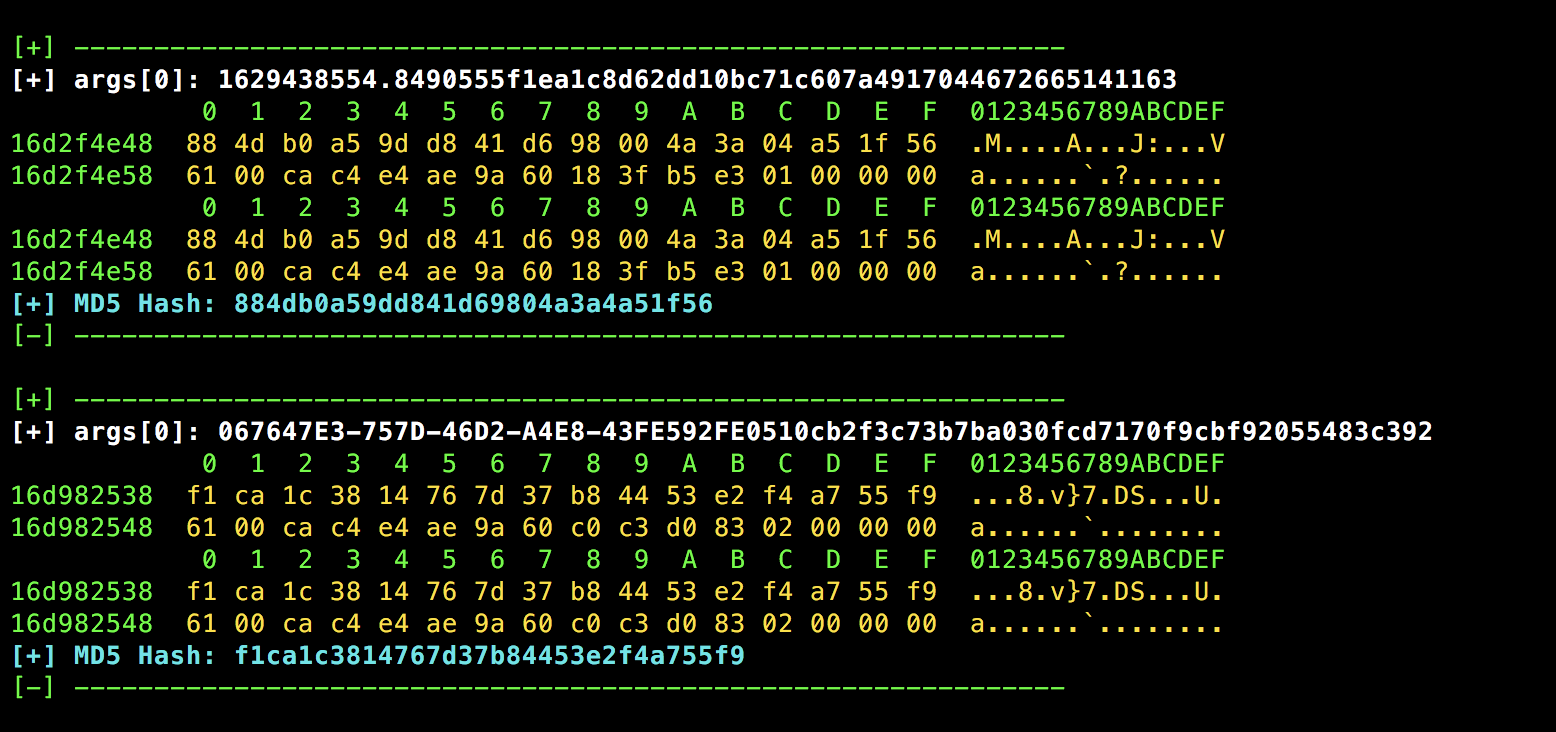 [+] --------------------------------------------------------------
[+] args[0]: 1629438554.8490555f1ea1c8d62dd10bc71c607a4917044672665141163
0 1 2 3 4 5 6 7 8 9 A B C D E F 0123456789ABCDEF
16d2f4e48 88 4d b0 a5 9d d8 41 d6 98 00 4a 3a 04 a5 1f 56 .M....A...J:...V
16d2f4e58 61 00 ca c4 e4 ae 9a 60 18 3f b5 e3 01 00 00 00 a......`.?......
0 1 2 3 4 5 6 7 8 9 A B C D E F 0123456789ABCDEF
16d2f4e48 88 4d b0 a5 9d d8 41 d6 98 00 4a 3a 04 a5 1f 56 .M....A...J:...V
16d2f4e58 61 00 ca c4 e4 ae 9a 60 18 3f b5 e3 01 00 00 00 a......`.?......
[+] MD5 Hash: 884db0a59dd841d69804a3a4a51f56
[-] --------------------------------------------------------------
[+] --------------------------------------------------------------
[+] args[0]: 067647E3-757D-46D2-A4E8-43FE592FE0510cb2f3c73b7ba030fcd7170f9cbf92055483c392
0 1 2 3 4 5 6 7 8 9 A B C D E F 0123456789ABCDEF
16d982538 f1 ca 1c 38 14 76 7d 37 b8 44 53 e2 f4 a7 55 f9 ...8.v}7.DS...U.
16d982548 61 00 ca c4 e4 ae 9a 60 c0 c3 d0 83 02 00 00 00 a......`........
0 1 2 3 4 5 6 7 8 9 A B C D E F 0123456789ABCDEF
16d982538 f1 ca 1c 38 14 76 7d 37 b8 44 53 e2 f4 a7 55 f9 ...8.v}7.DS...U.
16d982548 61 00 ca c4 e4 ae 9a 60 c0 c3 d0 83 02 00 00 00 a......`........
[+] MD5 Hash: f1ca1c3814767d37b84453e2f4a755f9
[-] --------------------------------------------------------------